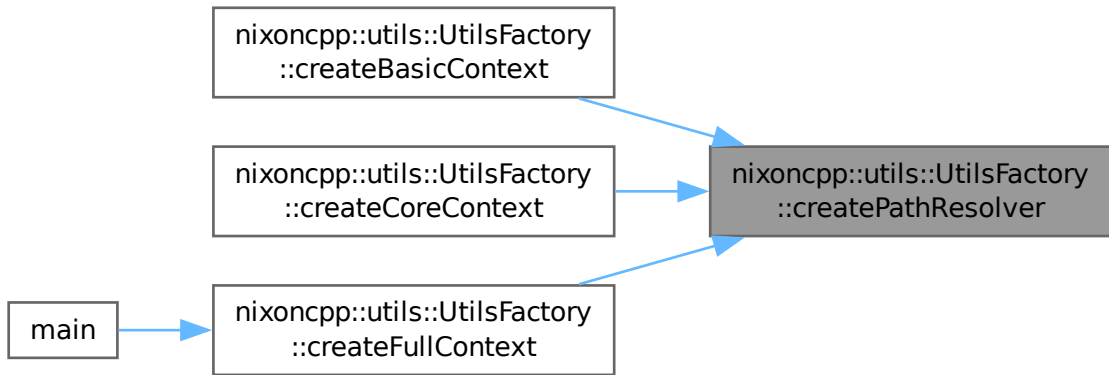 nixoncpp::utils::UtilsFactory
::createBasicContext
nixoncpp::utils::UtilsFactory
::createCoreContext
nixoncpp::utils::UtilsFactory
::createPathResolver
main
nixoncpp::utils::UtilsFactory
::createFullContext